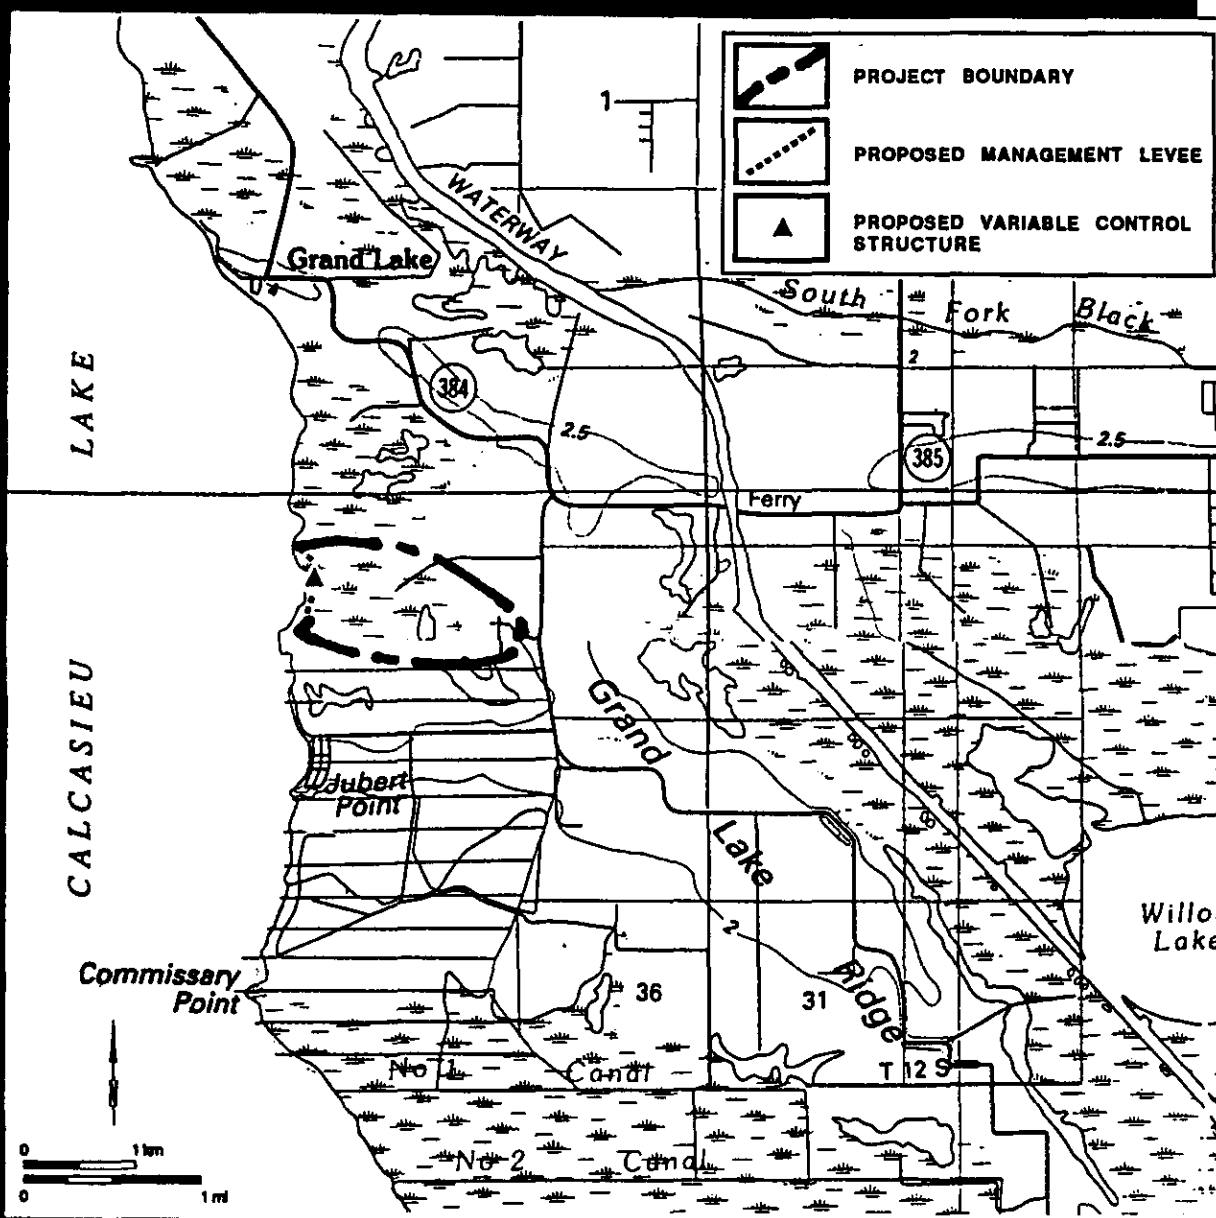 PROJECT BOUNDARY
PROPOSED MANAGEMENT LEVEE
PROPOSED VARIABLE CONTROL
STRUCTURE
1
WATERWAY
Grand Lake
South Fork Black
2
384
385
2.5
2.5
LAKE
Ferry
CALCASIEU
Grand
Lake
Ridge
Jubert
Point
2
Willo
Lake
Commissary
Point
36
31
No 1 Canal
T 12 S
No 2 Canal
0 1 km
0 1 mi